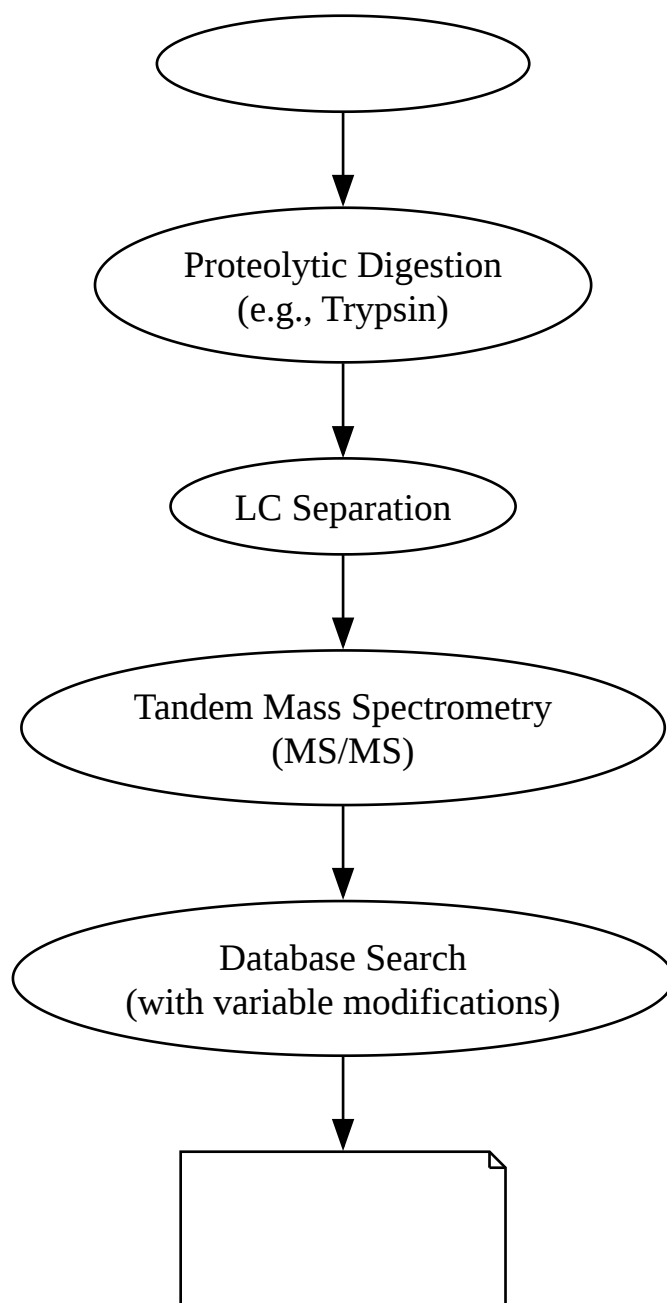 Proteolytic Digestion
(e.g., Trypsin)
LC Separation
Tandem Mass Spectrometry
(MS/MS)
Database Search
(with variable modifications)